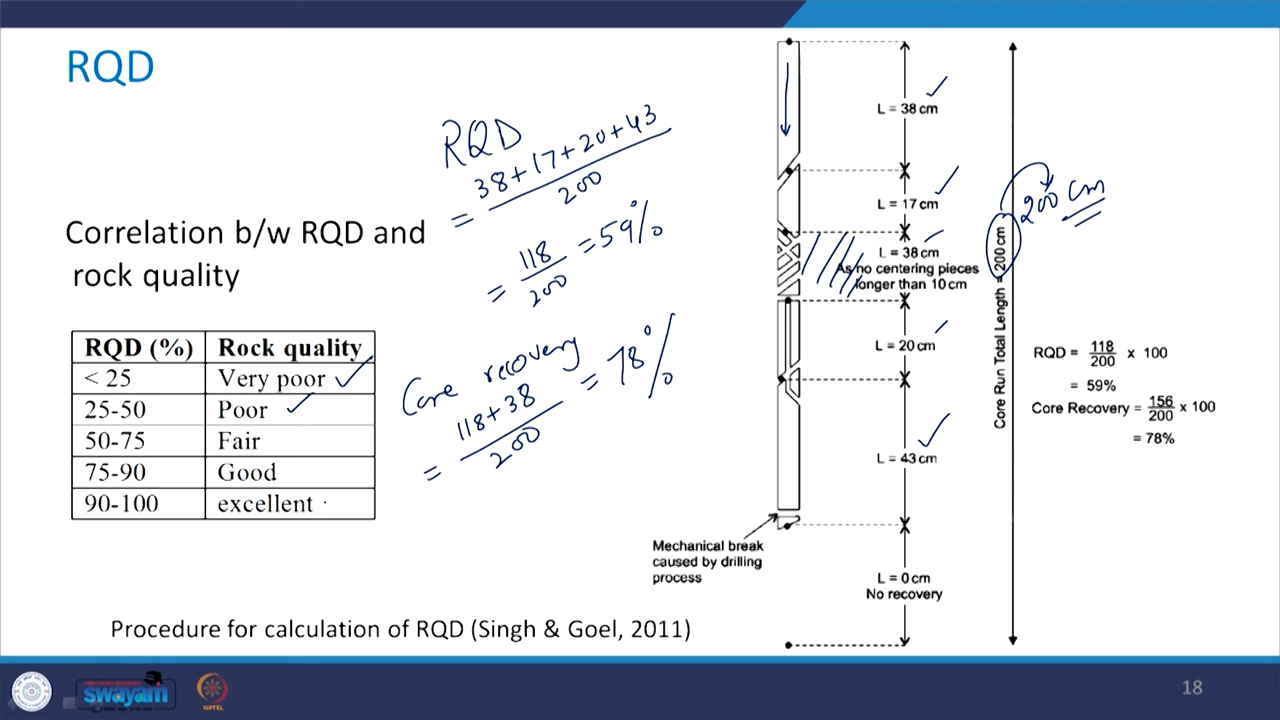 RQD
Correlation b/w RQD and
rock quality
RQD (%) Rock quality
< 25 Very poor
25-50 Poor
50-75 Fair
75-90 Good
90-100 excellent
RQD
= 38+17+20+43
200
= 118 = 59%
200
Core recovery
= 118+38 = 78%
200
L = 38 cm
L = 17 cm
L = 38 cm
As no centering pieces
longer than 10 cm
L = 20 cm
L = 43 cm
Mechanical break
caused by drilling
process
L = 0 cm
No recovery
Core Run Total Length = 200 cm
200 cm
RQD = 118 x 100
200
= 59%
Core Recovery = 156 x 100
200
= 78%
Procedure for calculation of RQD (Singh & Goel, 2011)
swayam
NPTEL
18